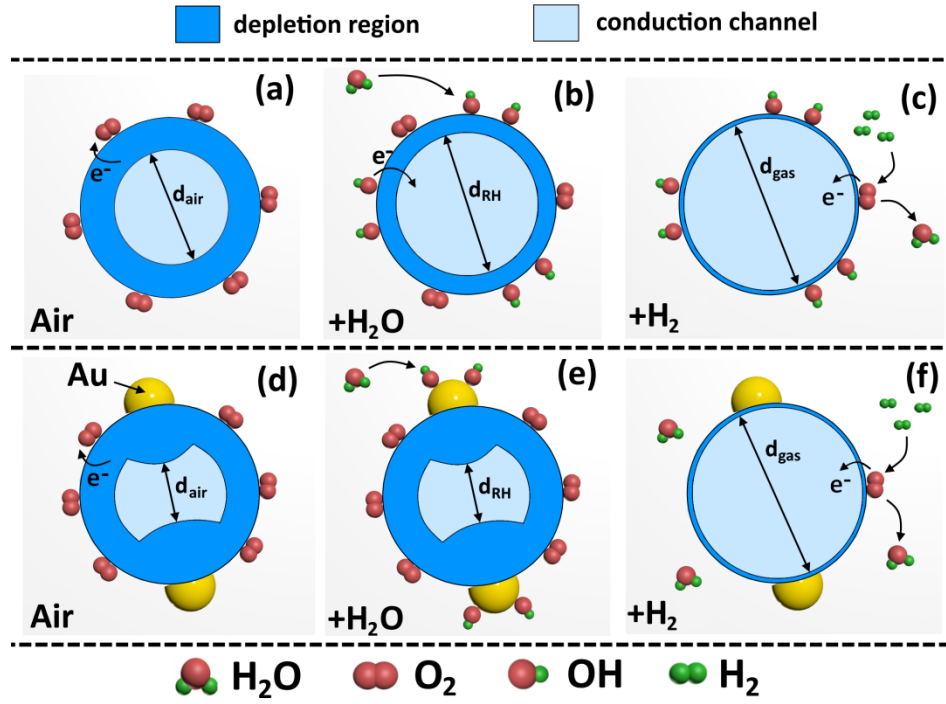 depletion region
conduction channel
(a)
e-
d_air
Air
(b)
e-
d_RH
+H₂O
(c)
d_gas
e-
+H₂
Au
(d)
e-
d_air
Air
(e)
d_RH
+H₂O
(f)
d_gas
e-
+H₂
H₂O
O₂
OH
H₂